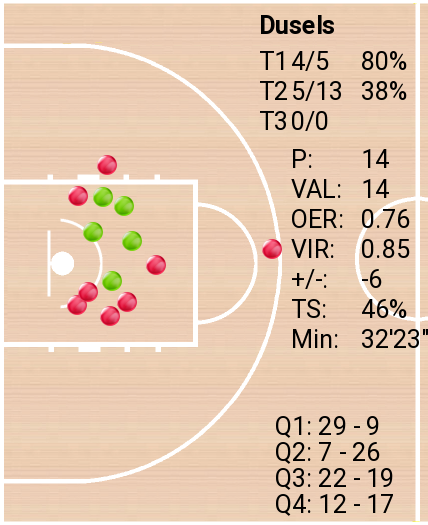 Dusels
T1 4/5 80%
T2 5/13 38%
T3 0/0
P: 14
VAL: 14
OER: 0.76
VIR: 0.85
+/-: -6
TS: 46%
Min: 32'23"
Q1: 29 - 9
Q2: 7 - 26
Q3: 22 - 19
Q4: 12 - 17